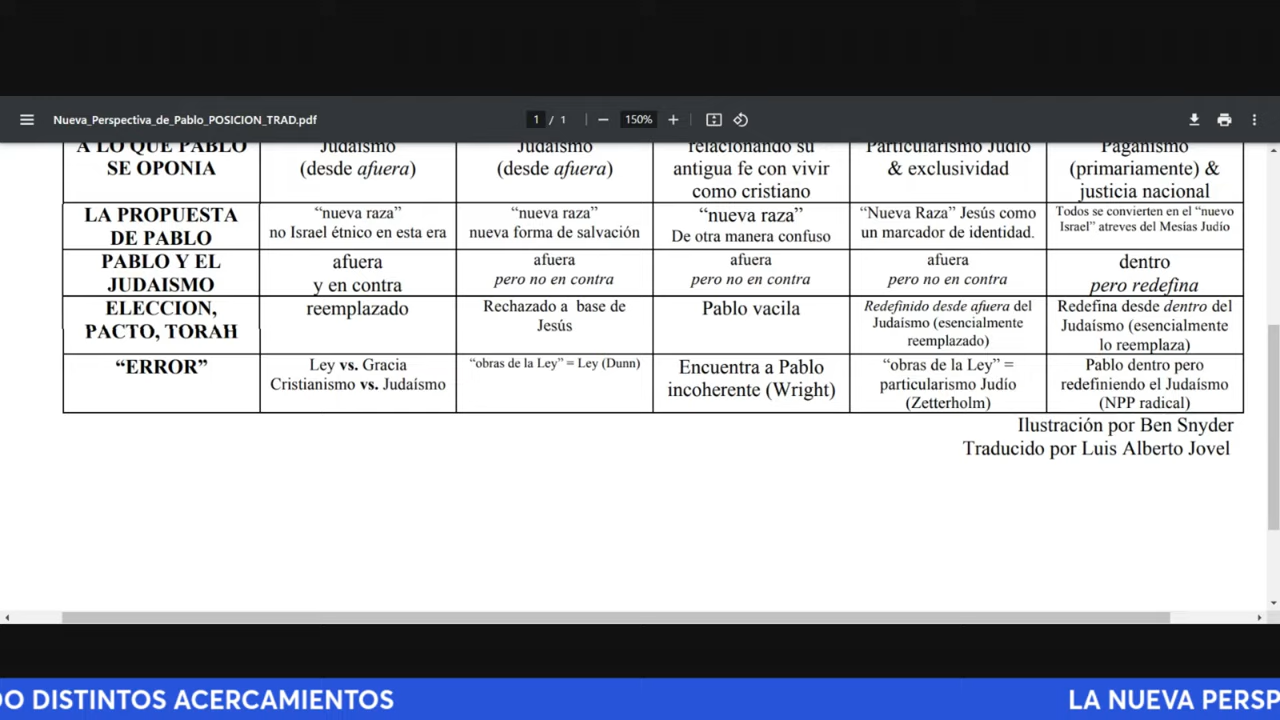 Nueva_Perspectiva_de_Pablo_POSICION_TRAD.pdf
1 / 1
150%
A LO QUE PABLO
SE OPONIA
Judaísmo
(desde afuera)
Judaísmo
(desde afuera)
relacionando su
antigua fe con vivir
como cristiano
Particularismo Judío
& exclusividad
Paganismo
(primariamente) &
justicia nacional
LA PROPUESTA
DE PABLO
“nueva raza”
no Israel étnico en esta era
“nueva raza”
nueva forma de salvación
“nueva raza”
De otra manera confuso
“Nueva Raza” Jesús como
un marcador de identidad.
Todos se convierten en el “nuevo
Israel” atreves del Mesías Judío
PABLO Y EL
JUDAISMO
afuera
y en contra
afuera
pero no en contra
afuera
pero no en contra
afuera
pero no en contra
dentro
pero redefina
ELECCION,
PACTO, TORAH
reemplazado
Rechazado a base de
Jesús
Pablo vacila
Redefinido desde afuera del
Judaísmo (esencialmente
reemplazado)
Redefina desde dentro del
Judaísmo (esencialmente
lo reemplaza)
“ERROR”
Ley vs. Gracia
Cristianismo vs. Judaísmo
“obras de la Ley” = Ley (Dunn)
Encuentra a Pablo
incoherente (Wright)
“obras de la Ley” =
particularismo Judío
(Zetterholm)
Pablo dentro pero
redefiniendo el Judaísmo
(NPP radical)
Ilustración por Ben Snyder
Traducido por Luis Alberto Jovel
DO DISTINTOS ACERCAMIENTOS
LA NUEVA PERSP